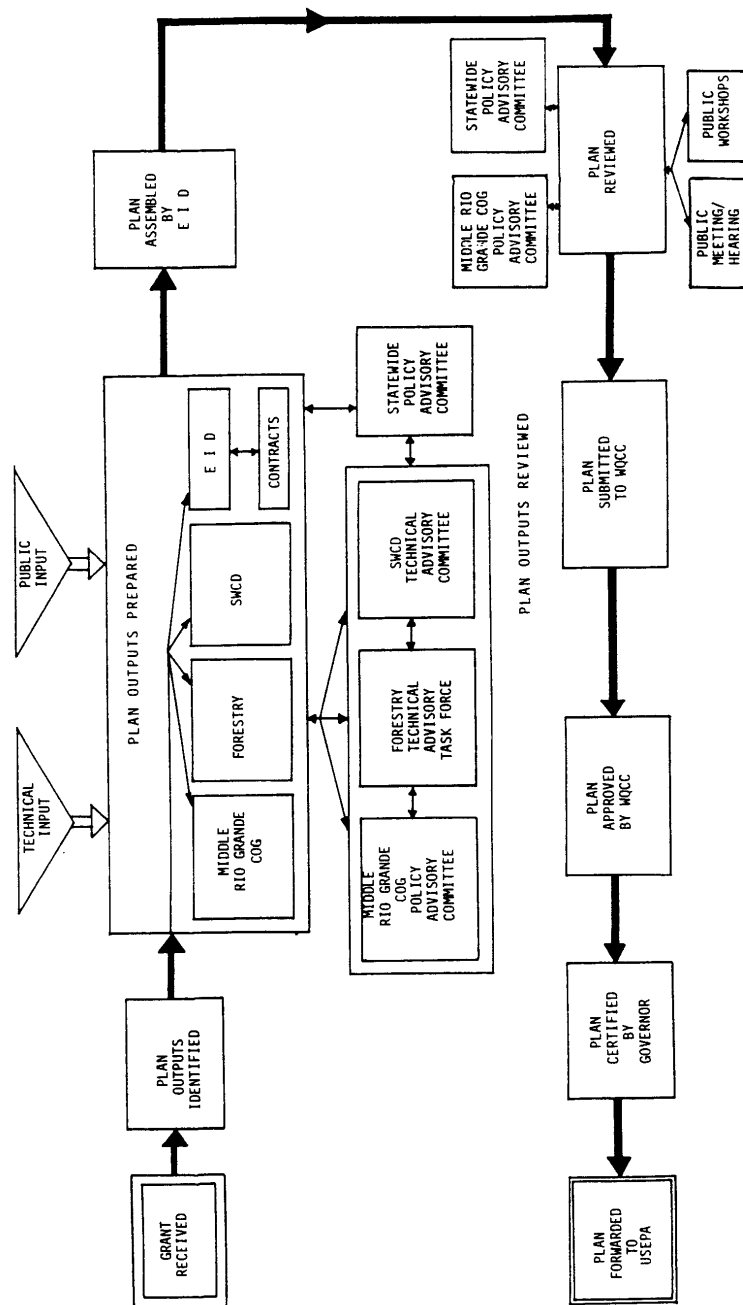 GRANT
RECEIVED
PLAN
OUTPUTS
IDENTIFIED
TECHNICAL
INPUT
PUBLIC
INPUT
PLAN OUTPUTS PREPARED
MIDDLE
RIO GRANDE
COG
FORESTRY
SWCD
E I D
CONTRACTS
MIDDLE
RIO GRANDE
COG
POLICY
ADVISORY
COMMITTEE
FORESTRY
TECHNICAL
ADVISORY
TASK FORCE
SWCD
TECHNICAL
ADVISORY
COMMITTEE
STATEWIDE
POLICY
ADVISORY
COMMITTEE
PLAN
ASSEMBLED
BY
E I D
PLAN OUTPUTS REVIEWED
MIDDLE RIO
GRANDE COG
POLICY
ADVISORY
COMMITTEE
STATEWIDE
POLICY
ADVISORY
COMMITTEE
PLAN
REVIEWED
PUBLIC
MEETING/
HEARING
PUBLIC
WORKSHOPS
PLAN
SUBMITTED
TO WQCC
PLAN
APPROVED
BY WQCC
PLAN
CERTIFIED
BY
GOVERNOR
PLAN
FORWARDED
TO
USEPA